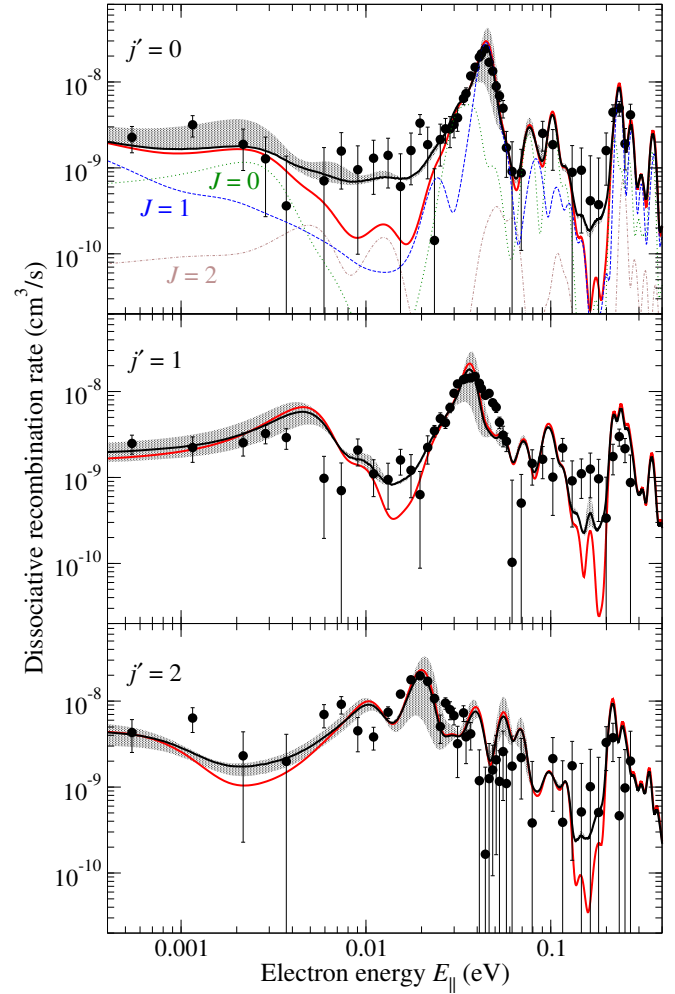 j′ = 0
10⁻⁸
10⁻⁹
J = 0
J = 1
10⁻¹⁰
J = 2
Dissociative recombination rate (cm³/s)
j′ = 1
10⁻⁸
10⁻⁹
10⁻¹⁰
j′ = 2
10⁻⁸
10⁻⁹
10⁻¹⁰
0.001 0.01 0.1
Electron energy E∥ (eV)